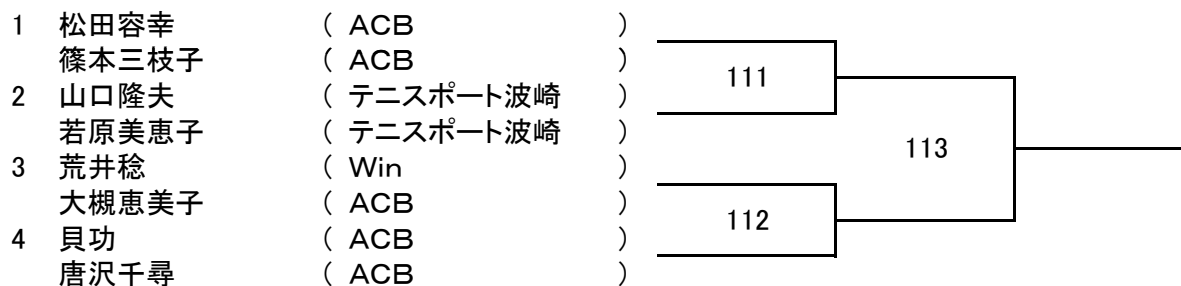 1 松田容幸 ( ACB )
篠本三枝子 ( ACB )
111
2 山口隆夫 ( テニスポート波崎 )
若原美恵子 ( テニスポート波崎 )
113
3 荒井稔 ( Win )
大槻恵美子 ( ACB )
112
4 貝功 ( ACB )
唐沢千尋 ( ACB )